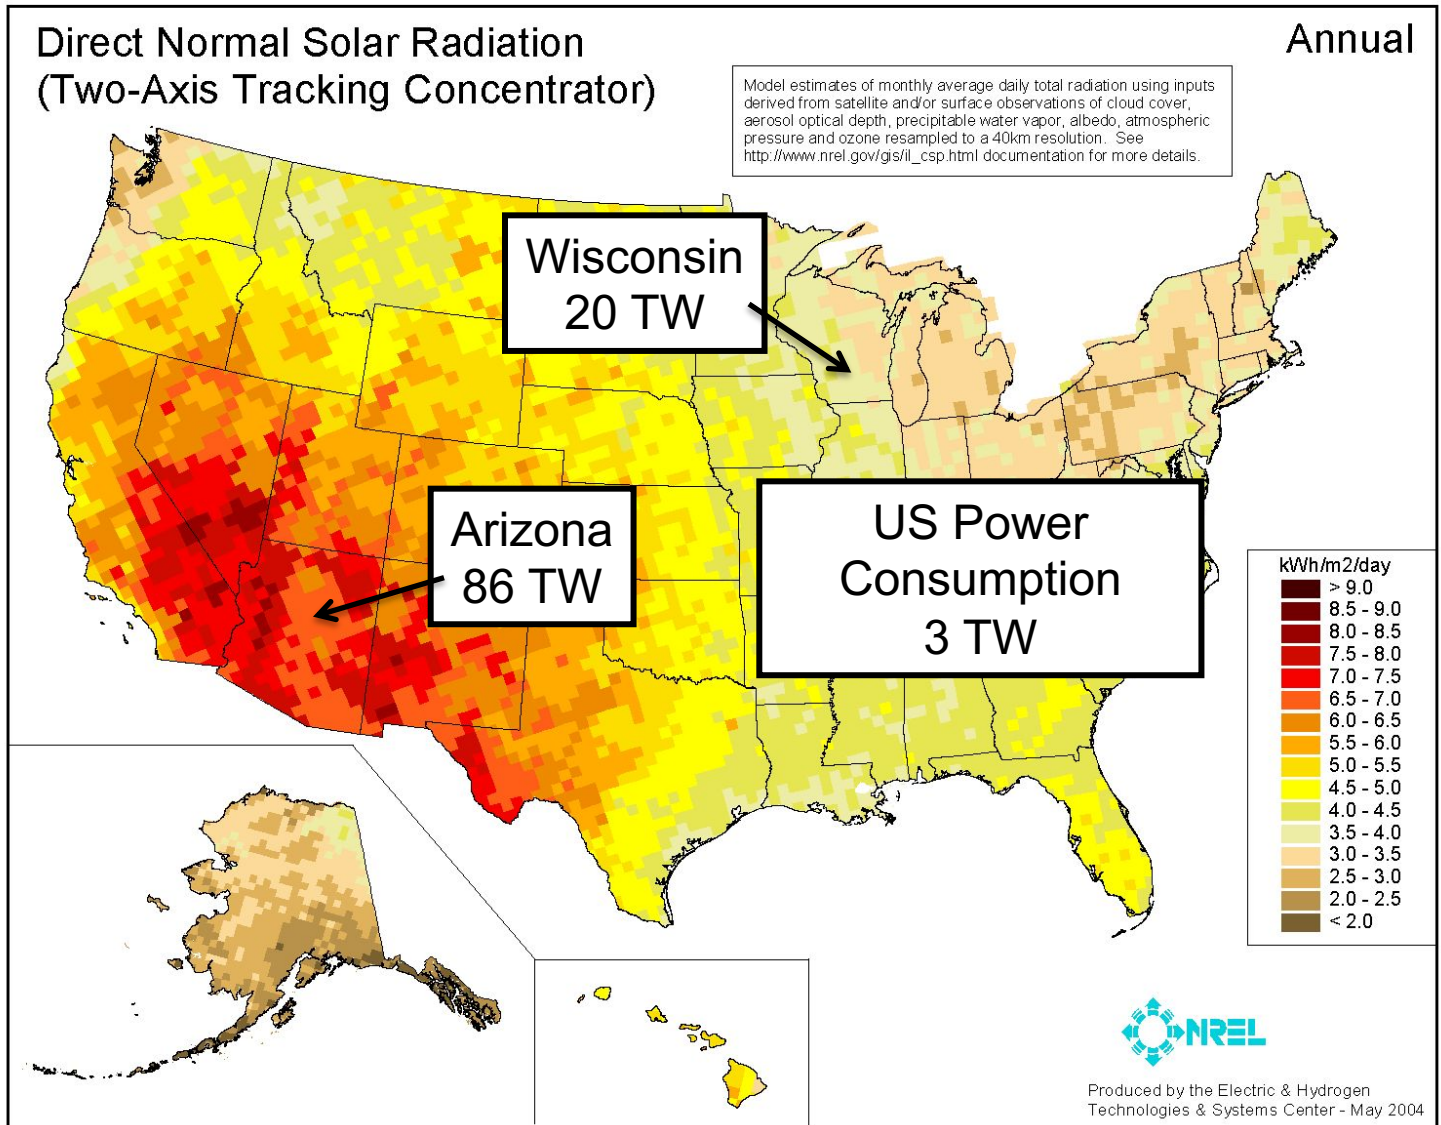 Direct Normal Solar Radiation
(Two-Axis Tracking Concentrator)
Annual
Model estimates of monthly average daily total radiation using inputs
derived from satellite and/or surface observations of cloud cover,
aerosol optical depth, precipitable water vapor, albedo, atmospheric
pressure and ozone resampled to a 40km resolution. See
http://www.nrel.gov/gis/il_csp.html documentation for more details.
Wisconsin
20 TW
Arizona
86 TW
US Power
Consumption
3 TW
kWh/m2/day
> 9.0
8.5 - 9.0
8.0 - 8.5
7.5 - 8.0
7.0 - 7.5
6.5 - 7.0
6.0 - 6.5
5.5 - 6.0
5.0 - 5.5
4.5 - 5.0
4.0 - 4.5
3.5 - 4.0
3.0 - 3.5
2.5 - 3.0
2.0 - 2.5
< 2.0
NREL
Produced by the Electric & Hydrogen
Technologies & Systems Center - May 2004